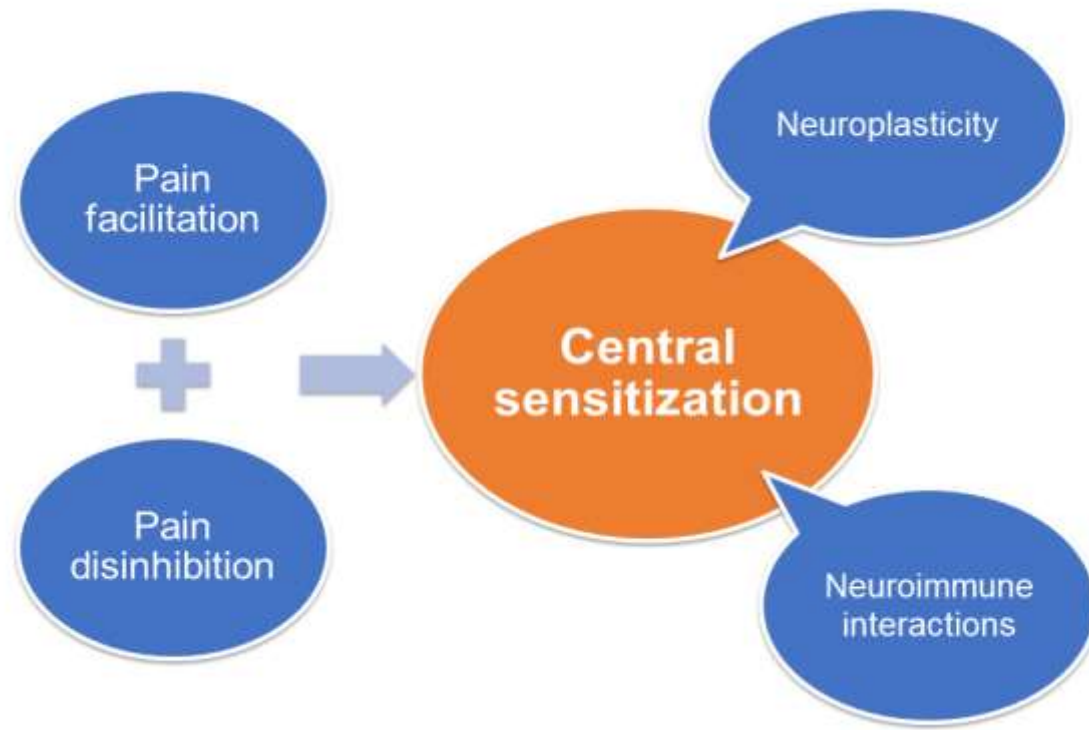 Pain
facilitation
Pain
disinhibition
Central
sensitization
Neuroplasticity
Neuroimmune
interactions